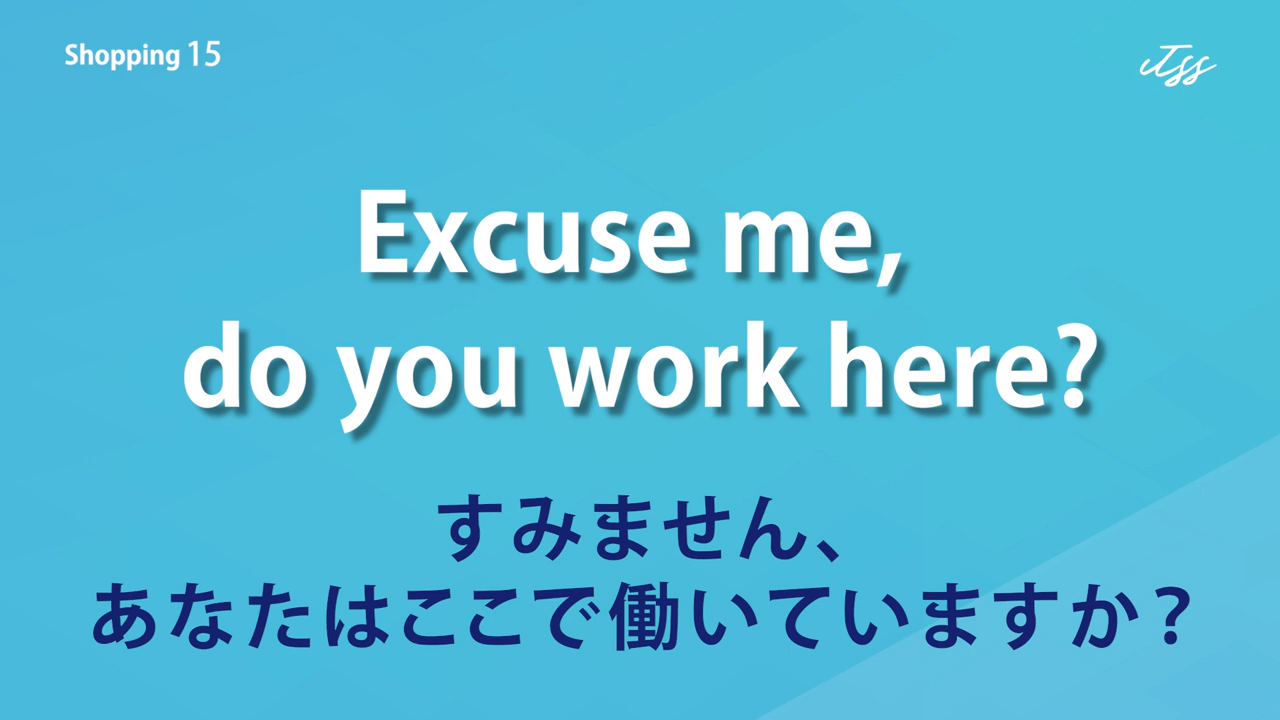 Shopping 15
Jss
Excuse me,
do you work here?
すみません、
あなたはここで働いていますか？